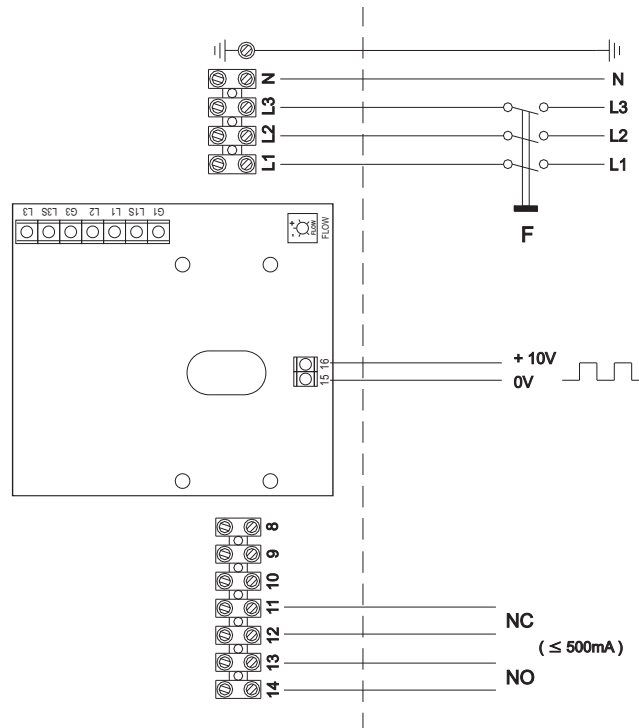 N
N
L3
L3
L2
L2
L1
L1
F
L3 L3S G3 L2 L1 L1S G1
+
-
FLOW
FLOW
16
15
+ 10V
0V
8
9
10
11
12
13
14
NC
( ≤ 500mA )
NO